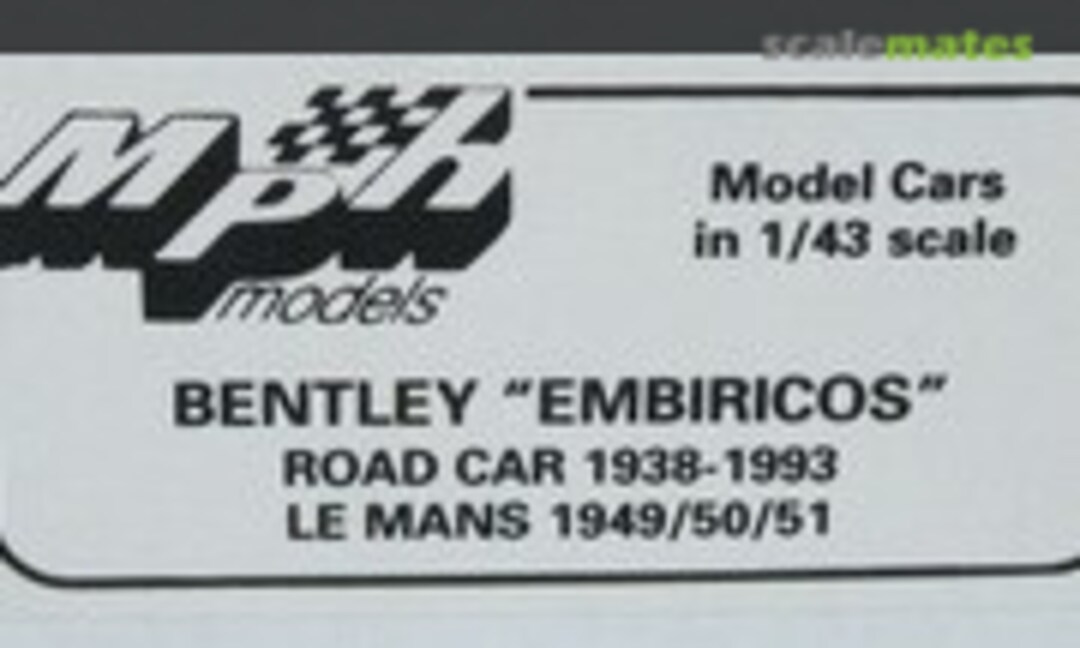 scalemates
Mph
models
Model Cars
in 1/43 scale
BENTLEY “EMBIRICOS”
ROAD CAR 1938-1993
LE MANS 1949/50/51